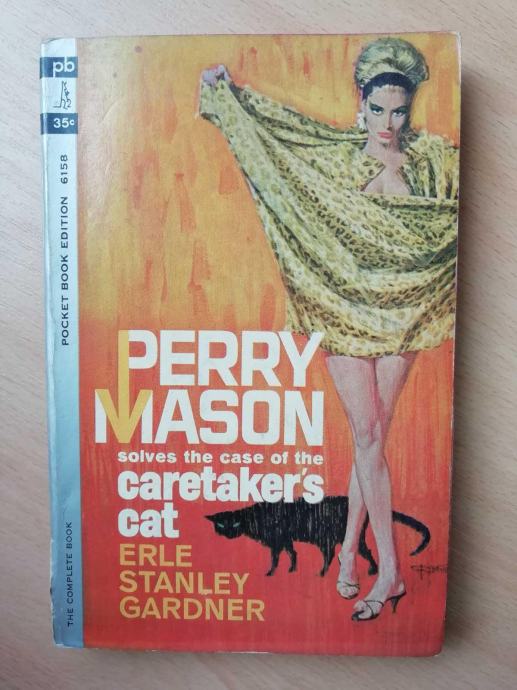 pb
35c
POCKET BOOK EDITION 6158
THE COMPLETE BOOK
PERRY
MASON
solves the case of the
caretaker's
cat
ERLE
STANLEY
GARDNER